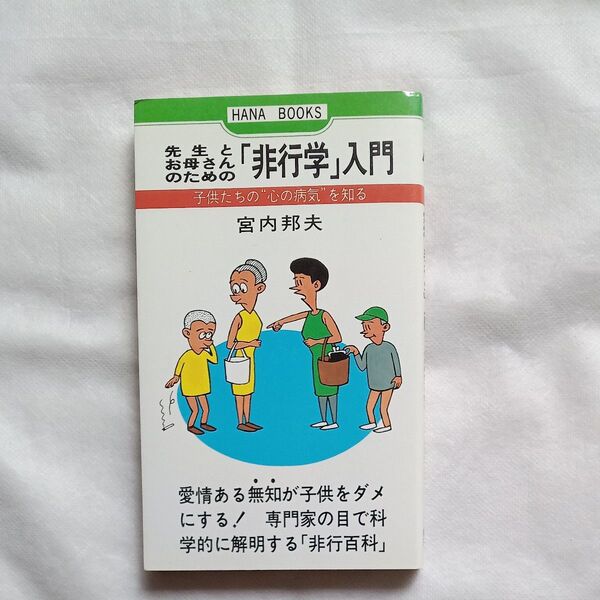 HANA BOOKS
先生と
お母さん
のための
「非行学」入門
子供たちの“心の病気”を知る
宮内邦夫
愛情ある無知が子供をダメ
にする! 専門家の目で科
学的に解明する「非行百科」